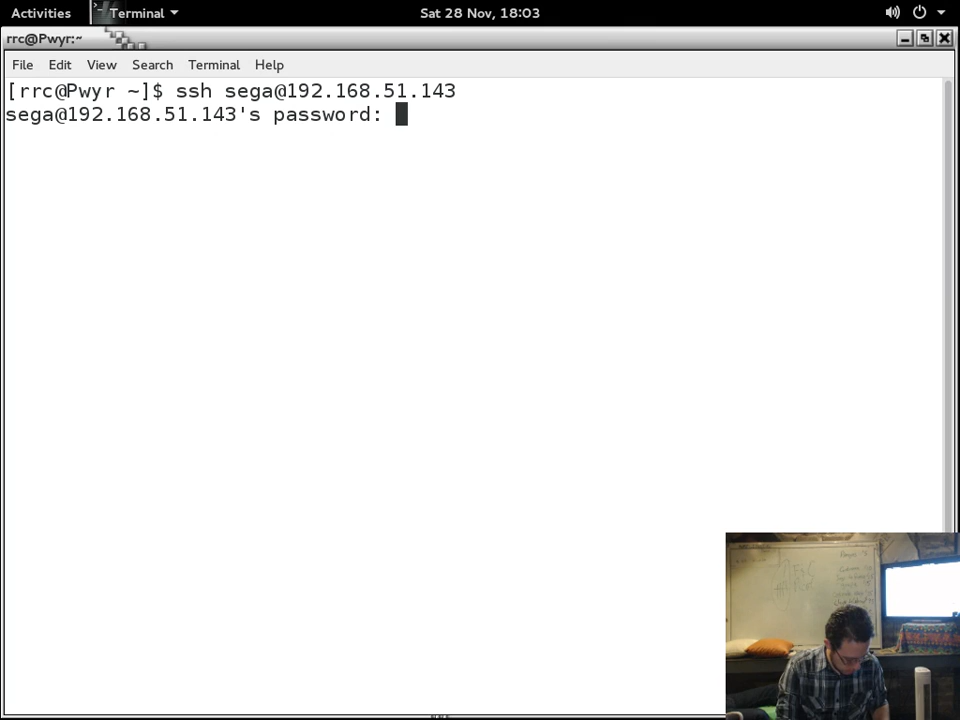 Activities
Terminal
Sat 28 Nov, 18:03
rrc@Pwyr:~
File Edit View Search Terminal Help
[rrc@Pwyr ~]$ ssh sega@192.168.51.143
sega@192.168.51.143's password: